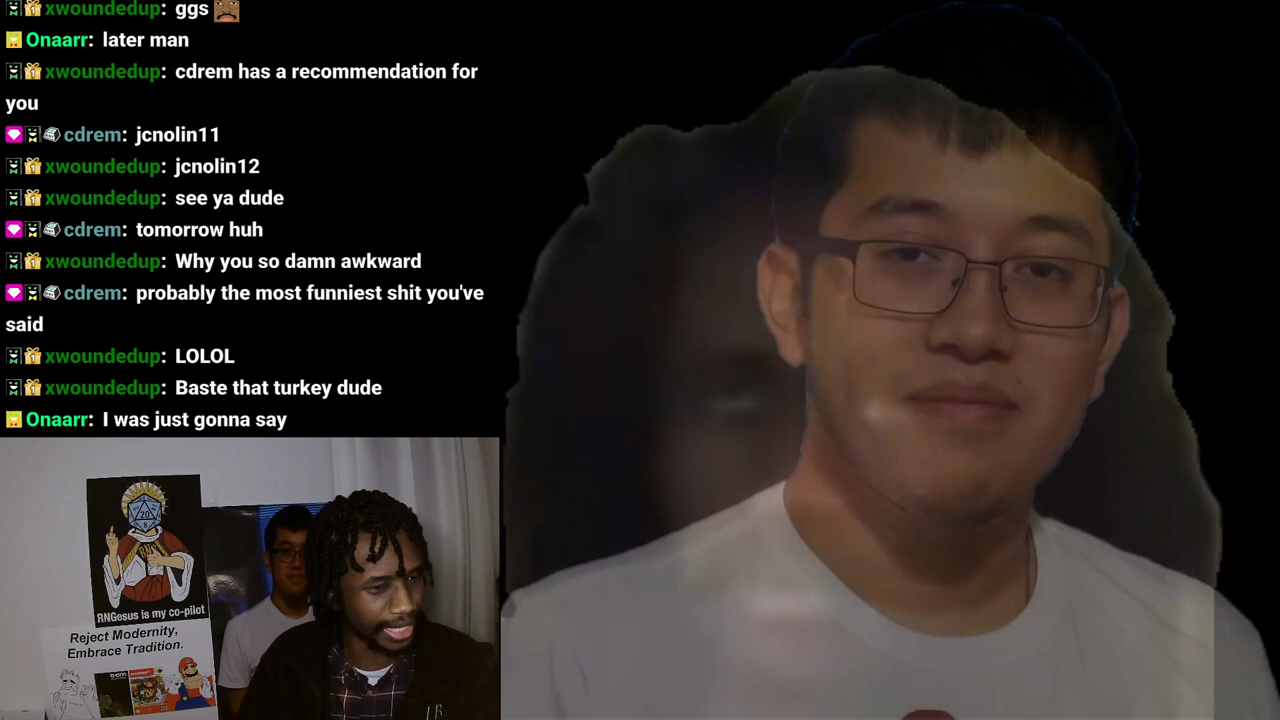 xwoundedup: ggs
Onaarr: later man
xwoundedup: cdrem has a recommendation for
you
cdrem: jcnolin11
xwoundedup: jcnolin12
xwoundedup: see ya dude
cdrem: tomorrow huh
xwoundedup: Why you so damn awkward
cdrem: probably the most funniest shit you've
said
xwoundedup: LOLOL
xwoundedup: Baste that turkey dude
Onaarr: I was just gonna say
20
8
RNGesus is my co-pilot
Reject Modernity,
Embrace Tradition.